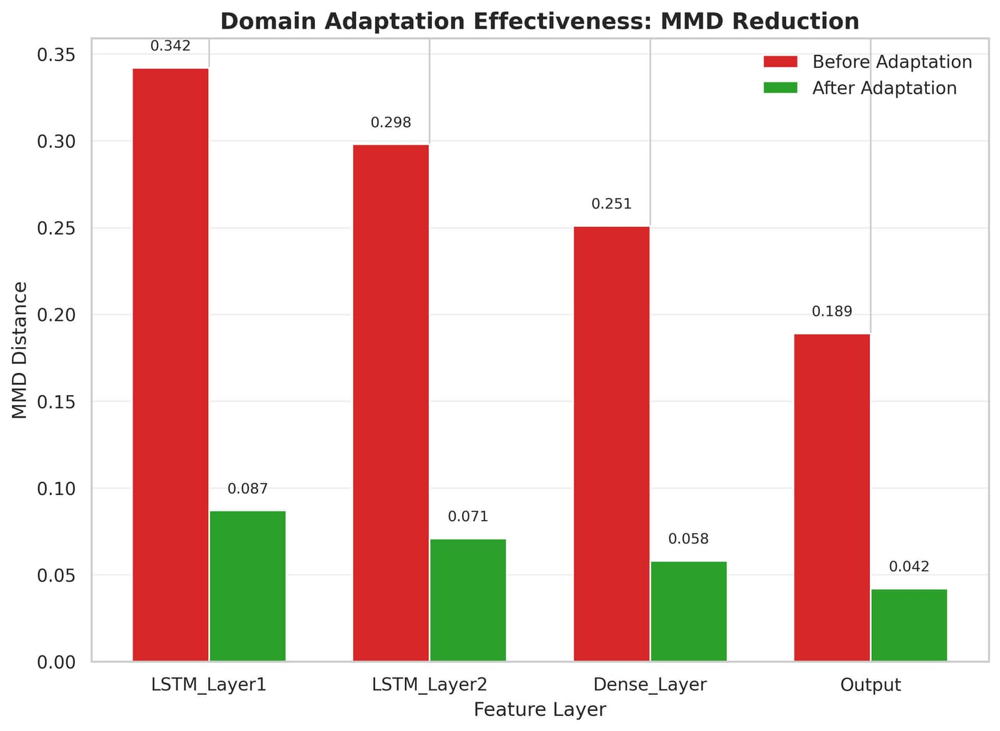 Domain Adaptation Effectiveness: MMD Reduction
Before Adaptation
After Adaptation
MMD Distance
0.35
0.30
0.25
0.20
0.15
0.10
0.05
0.00
0.342
0.087
0.298
0.071
0.251
0.058
0.189
0.042
LSTM_Layer1
LSTM_Layer2
Dense_Layer
Output
Feature Layer